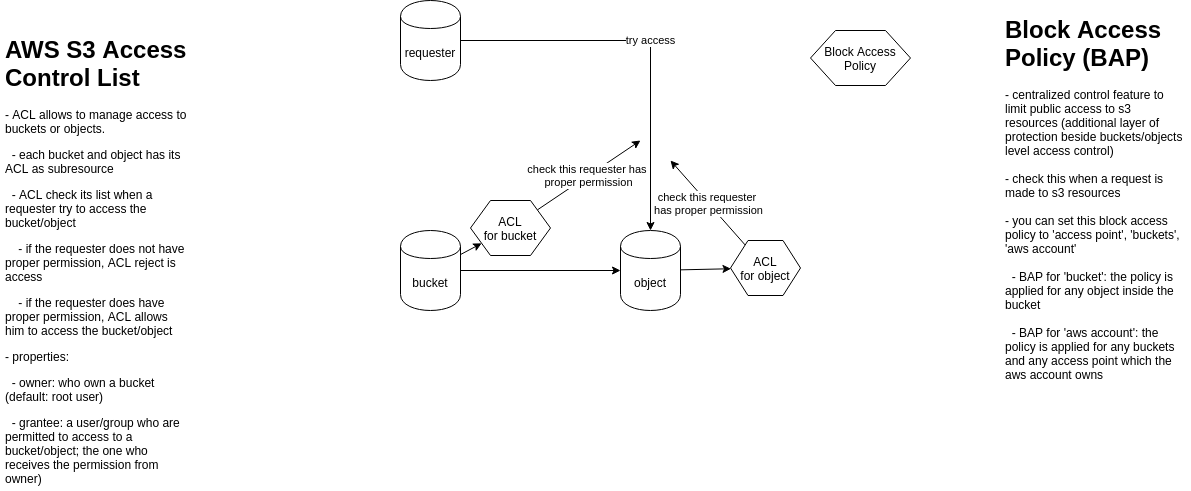 AWS S3 Access
Control List
- ACL allows to manage access to
buckets or objects.
- each bucket and object has its
ACL as subresource
- ACL check its list when a
requester try to access the
bucket/object
- if the requester does not have
proper permission, ACL reject is
access
- if the requester does have
proper permission, ACL allows
him to access the bucket/object
- properties:
- owner: who own a bucket
(default: root user)
- grantee: a user/group who are
permitted to access to a
bucket/object; the one who
receives the permission from
owner)
requester
try access
check this requester has
proper permission
check this requester
has proper permission
ACL
for bucket
bucket
object
ACL
for object
Block Access
Policy
Block Access
Policy (BAP)
- centralized control feature to
limit public access to s3
resources (additional layer of
protection beside buckets/objects
level access control)
- check this when a request is
made to s3 resources
- you can set this block access
policy to 'access point', 'buckets',
'aws account'
- BAP for 'bucket': the policy is
applied for any object inside the
bucket
- BAP for 'aws account': the
policy is applied for any buckets
and any access point which the
aws account owns